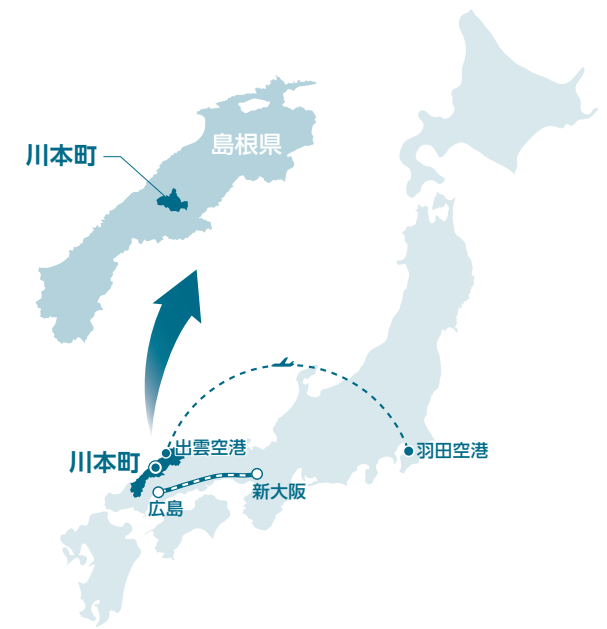 島根県
川本町
出雲空港
羽田空港
川本町
新大阪
広島